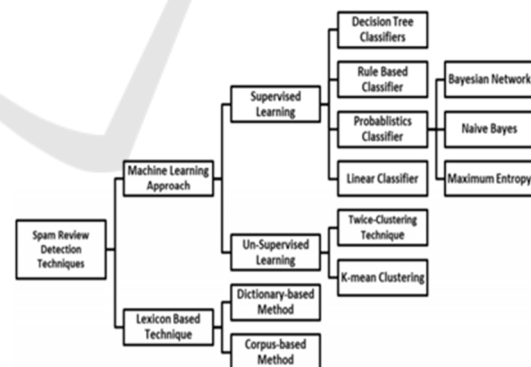 Decision Tree
Classifiers
Rule Based
Classifier
Bayesian Network
Supervised
Learning
Probablistics
Classifier
Naive Bayes
Machine Learning
Approach
Linear Classifier
Maximum Entropy
Spam Review
Detection
Techniques
Un-Supervised
Learning
Twice-Clustering
Technique
K-mean Clustering
Lexicon Based
Technique
Dictionary-based
Method
Corpus-based
Method